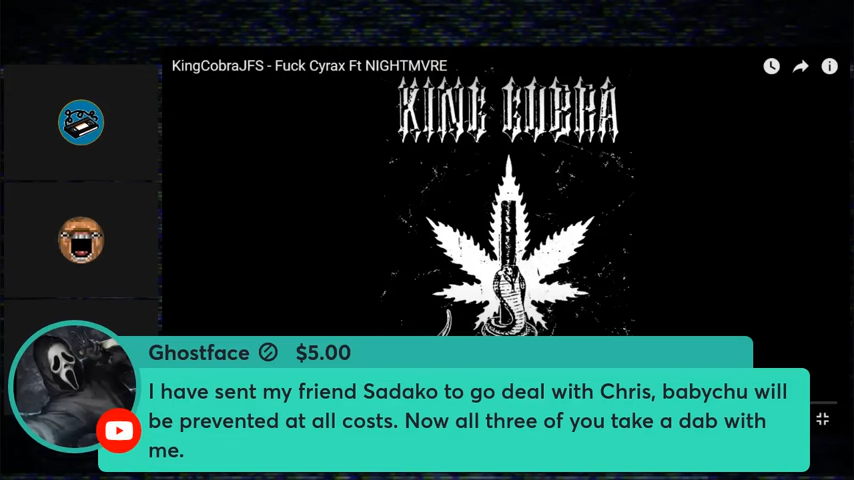 KingCobraJFS - Fuck Cyrax Ft NIGHTMVRE
KING COBRA
Ghostface $5.00
I have sent my friend Sadako to go deal with Chris, babychu will
be prevented at all costs. Now all three of you take a dab with
me.